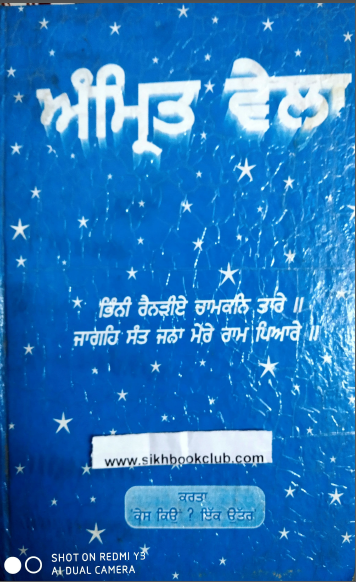 ਅੰਮ੍ਰਿਤ ਵੇਲਾ
ਭਿੰਨੀ ਰੈਨੜੀਏ ਚਾਮਕਨਿ ਤਾਰੇ ॥
ਜਾਗਹਿ ਸੰਤ ਜਨਾ ਮੇਰੇ ਰਾਮ ਪਿਆਰੇ ॥
www.sikhbookclub.com
ਕਰਤਾ
'ਕੋਸ ਕਿਉਂ' ? ਇੱਕ ਉੱਤਰ'
SHOT ON REDMI Y3
AI DUAL CAMERA